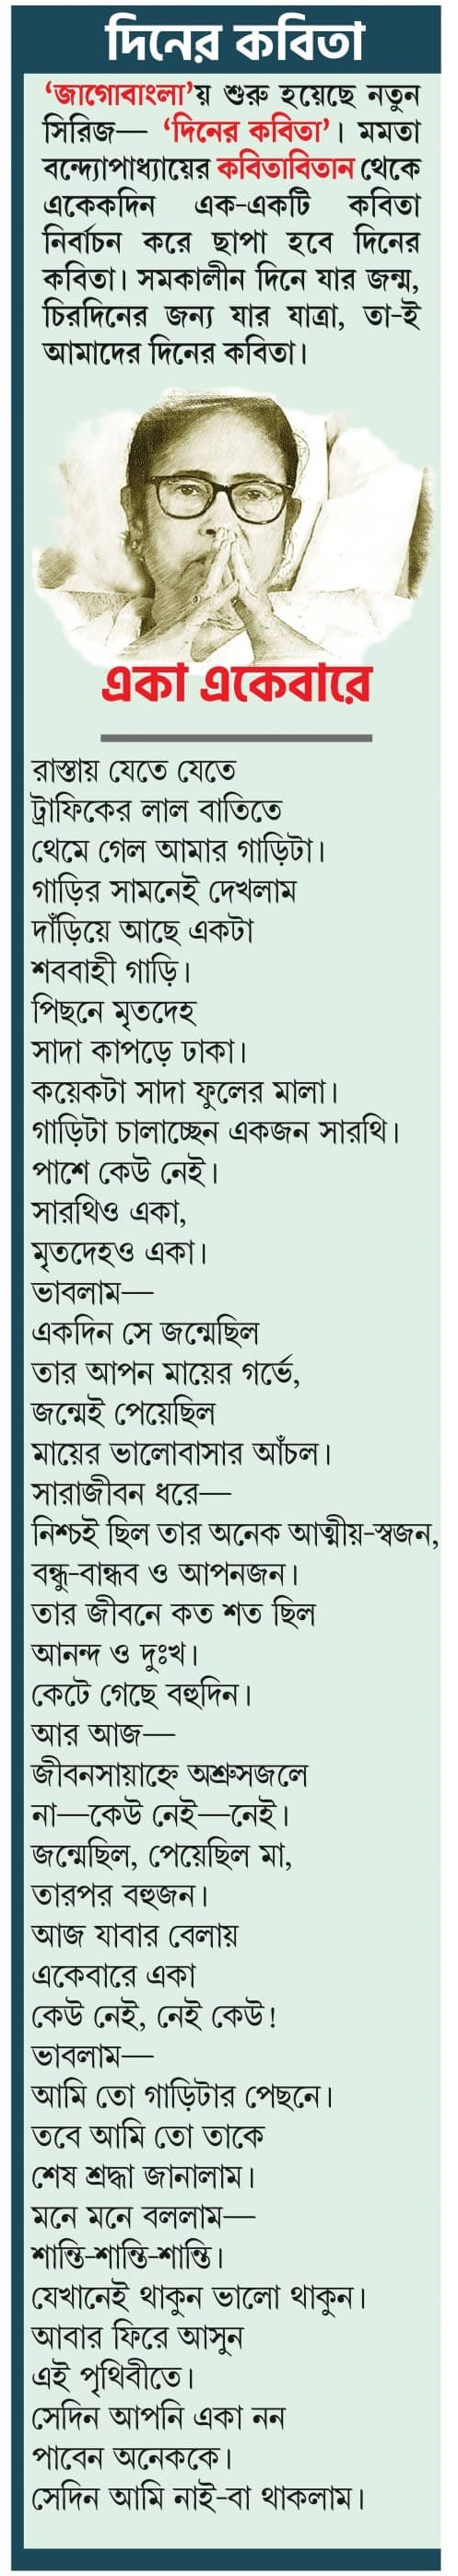 দিনের কবিতা
‘জাগোবাংলা’য় শুরু হয়েছে নতুন
সিরিজ— ‘দিনের কবিতা’। মমতা
বন্দ্যোপাধ্যায়ের কবিতাবিতান থেকে
একেকদিন এক-একটি কবিতা
নির্বাচন করে ছাপা হবে দিনের
কবিতা। সমকালীন দিনে যার জন্ম,
চিরদিনের জন্য যার যাত্রা, তা-ই
আমাদের দিনের কবিতা।
একা একেবারে
রাস্তায় যেতে যেতে
ট্রাফিকের লাল বাতিতে
থেমে গেল আমার গাড়িটা।
গাড়ির সামনেই দেখলাম
দাঁড়িয়ে আছে একটা
শববাহী গাড়ি।
পিছনে মৃতদেহ
সাদা কাপড়ে ঢাকা।
কয়েকটা সাদা ফুলের মালা।
গাড়িটা চালাচ্ছেন একজন সারথি।
পাশে কেউ নেই।
সারথিও একা,
মৃতদেহও একা।
ভাবলাম—
একদিন সে জন্মেছিল
তার আপন মায়ের গর্ভে,
জন্মেই পেয়েছিল
মায়ের ভালোবাসার আঁচল।
সারাজীবন ধরে—
নিশ্চই ছিল তার অনেক আত্মীয়-স্বজন,
বন্ধু-বান্ধব ও আপনজন।
তার জীবনে কত শত ছিল
আনন্দ ও দুঃখ।
কেটে গেছে বহুদিন।
আর আজ—
জীবনসায়াহ্নে অশ্রুসজলে
না—কেউ নেই—নেই।
জন্মেছিল, পেয়েছিল মা,
তারপর বহুজন।
আজ যাবার বেলায়
একেবারে একা
কেউ নেই, নেই কেউ!
ভাবলাম—
আমি তো গাড়িটার পেছনে।
তবে আমি তো তাকে
শেষ শ্রদ্ধা জানালাম।
মনে মনে বললাম—
শান্তি-শান্তি-শান্তি।
যেখানেই থাকুন ভালো থাকুন।
আবার ফিরে আসুন
এই পৃথিবীতে।
সেদিন আপনি একা নন
পাবেন অনেককে।
সেদিন আমি নাই-বা থাকলাম।